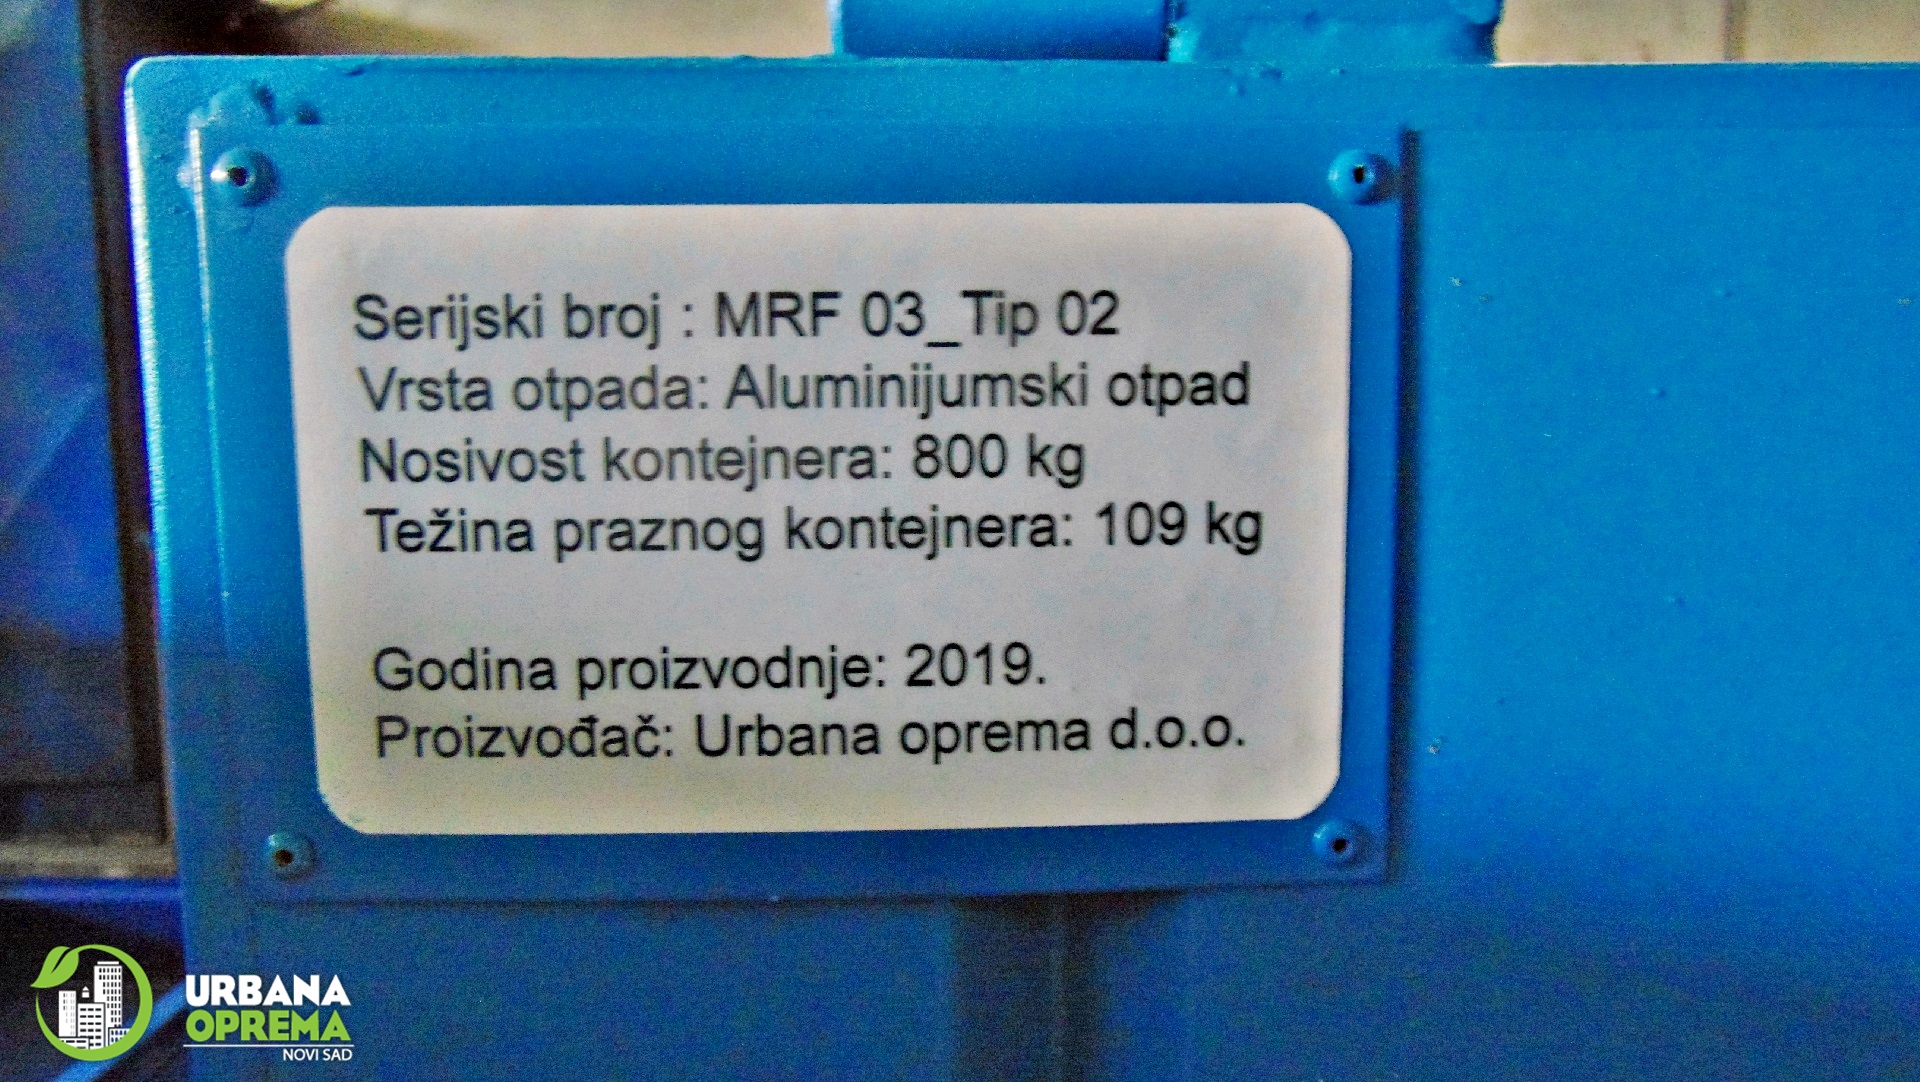 Serijski broj : MRF 03_Tip 02
Vrsta otpada: Aluminijumski otpad
Nosivost kontejnera: 800 kg
Težina praznog kontejnera: 109 kg
Godina proizvodnje: 2019.
Proizvođač: Urbana oprema d.o.o.
URBANA
OPREMA
NOVI SAD